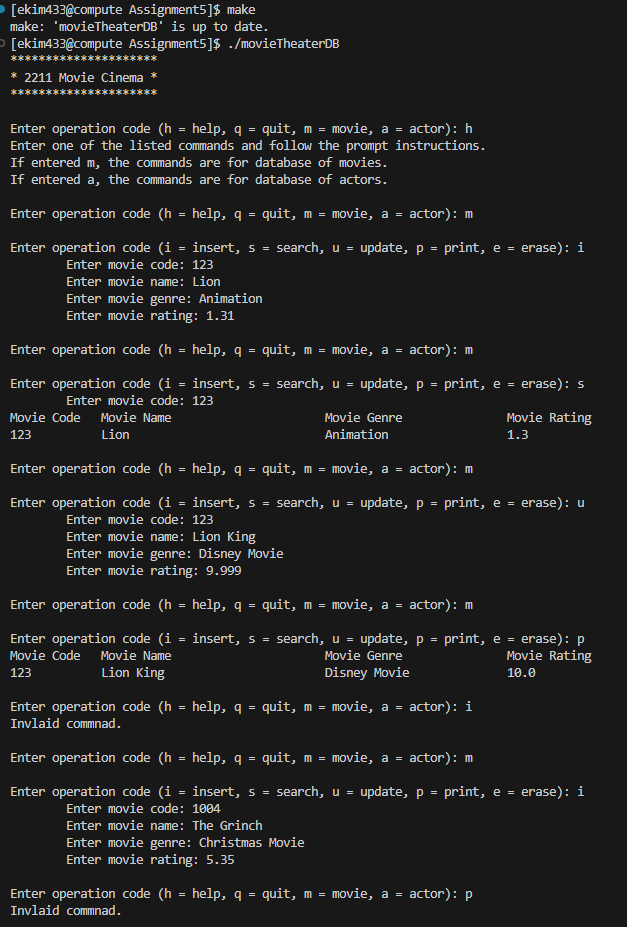 [ekim433@compute Assignment5]$ make
make: 'movieTheaterDB' is up to date.
[ekim433@compute Assignment5]$ ./movieTheaterDB
*********************
* 2211 Movie Cinema *
*********************

Enter operation code (h = help, q = quit, m = movie, a = actor): h
Enter one of the listed commands and follow the prompt instructions.
If entered m, the commands are for database of movies.
If entered a, the commands are for database of actors.

Enter operation code (h = help, q = quit, m = movie, a = actor): m

Enter operation code (i = insert, s = search, u = update, p = print, e = erase): i
        Enter movie code: 123
        Enter movie name: Lion
        Enter movie genre: Animation
        Enter movie rating: 1.31

Enter operation code (h = help, q = quit, m = movie, a = actor): m

Enter operation code (i = insert, s = search, u = update, p = print, e = erase): s
        Enter movie code: 123
Movie Code   Movie Name                      Movie Genre               Movie Rating
123          Lion                            Animation                 1.3

Enter operation code (h = help, q = quit, m = movie, a = actor): m

Enter operation code (i = insert, s = search, u = update, p = print, e = erase): u
        Enter movie code: 123
        Enter movie name: Lion King
        Enter movie genre: Disney Movie
        Enter movie rating: 9.999

Enter operation code (h = help, q = quit, m = movie, a = actor): m

Enter operation code (i = insert, s = search, u = update, p = print, e = erase): p
Movie Code   Movie Name                      Movie Genre               Movie Rating
123          Lion King                       Disney Movie              10.0

Enter operation code (h = help, q = quit, m = movie, a = actor): i
Invlaid commnad.

Enter operation code (h = help, q = quit, m = movie, a = actor): m

Enter operation code (i = insert, s = search, u = update, p = print, e = erase): i
        Enter movie code: 1004
        Enter movie name: The Grinch
        Enter movie genre: Christmas Movie
        Enter movie rating: 5.35

Enter operation code (h = help, q = quit, m = movie, a = actor): p
Invlaid commnad.